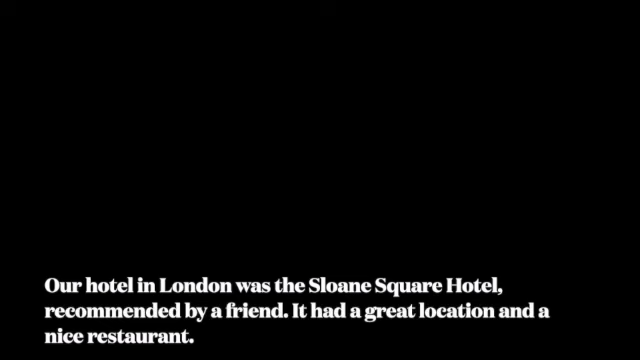 Our hotel in London was the Sloane Square Hotel,
recommended by a friend. It had a great location and a
nice restaurant.